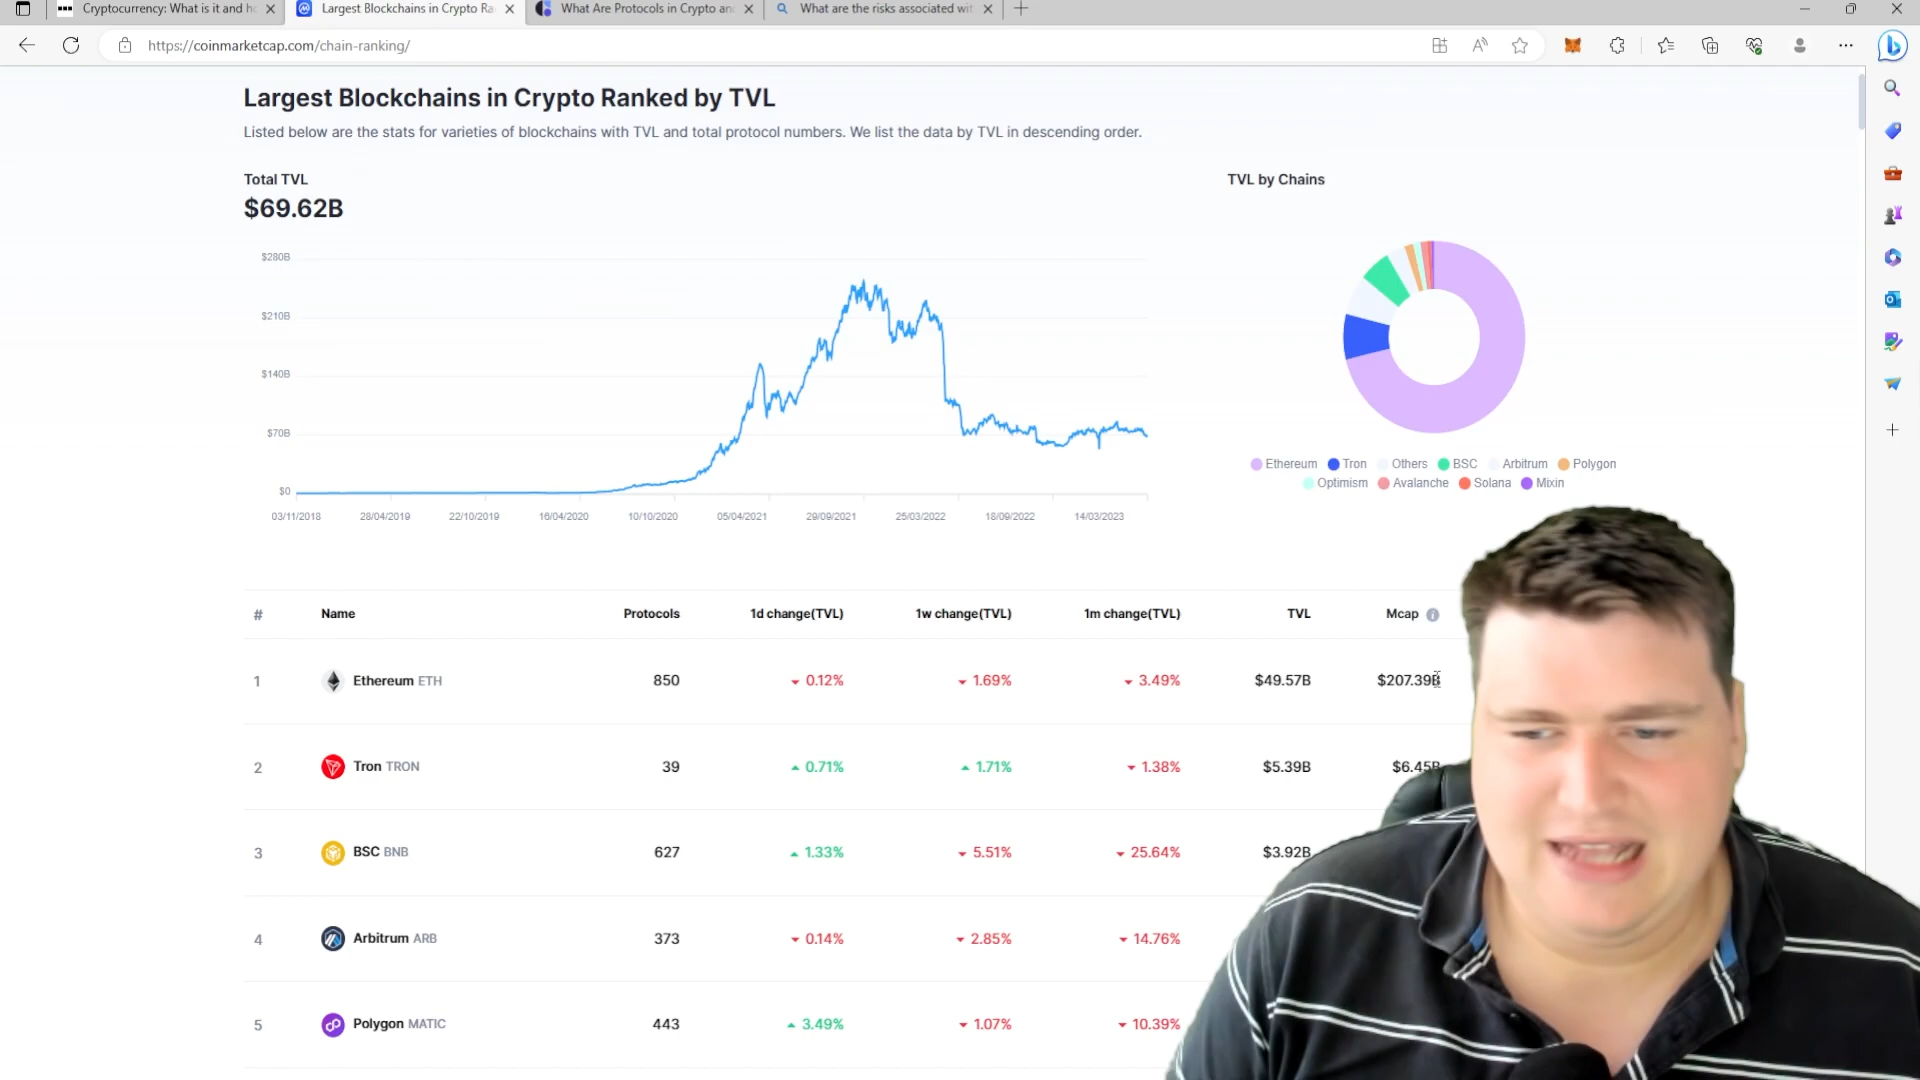 Cryptocurrency: What is it and ho
Largest Blockchains in Crypto Ra
What Are Protocols in Crypto an
What are the risks associated wit
https://coinmarketcap.com/chain-ranking/
Largest Blockchains in Crypto Ranked by TVL
Listed below are the stats for varieties of blockchains with TVL and total protocol numbers. We list the data by TVL in descending order.
Total TVL
$69.62B
TVL by Chains
$280B
$210B
$140B
$70B
$0
03/11/2018 28/04/2019 22/10/2019 16/04/2020 10/10/2020 05/04/2021 29/09/2021 25/03/2022 18/09/2022 14/03/2023
Ethereum Tron Others BSC Arbitrum Polygon
Optimism Avalanche Solana Mixin
# Name Protocols 1d change(TVL) 1w change(TVL) 1m change(TVL) TVL Mcap
1 Ethereum ETH 850 0.12% 1.69% 3.49% $49.57B $207.39B
2 Tron TRON 39 0.71% 1.71% 1.38% $5.39B $6.45B
3 BSC BNB 627 1.33% 5.51% 25.64% $3.92B
4 Arbitrum ARB 373 0.14% 2.85% 14.76%
5 Polygon MATIC 443 3.49% 1.07% 10.39%